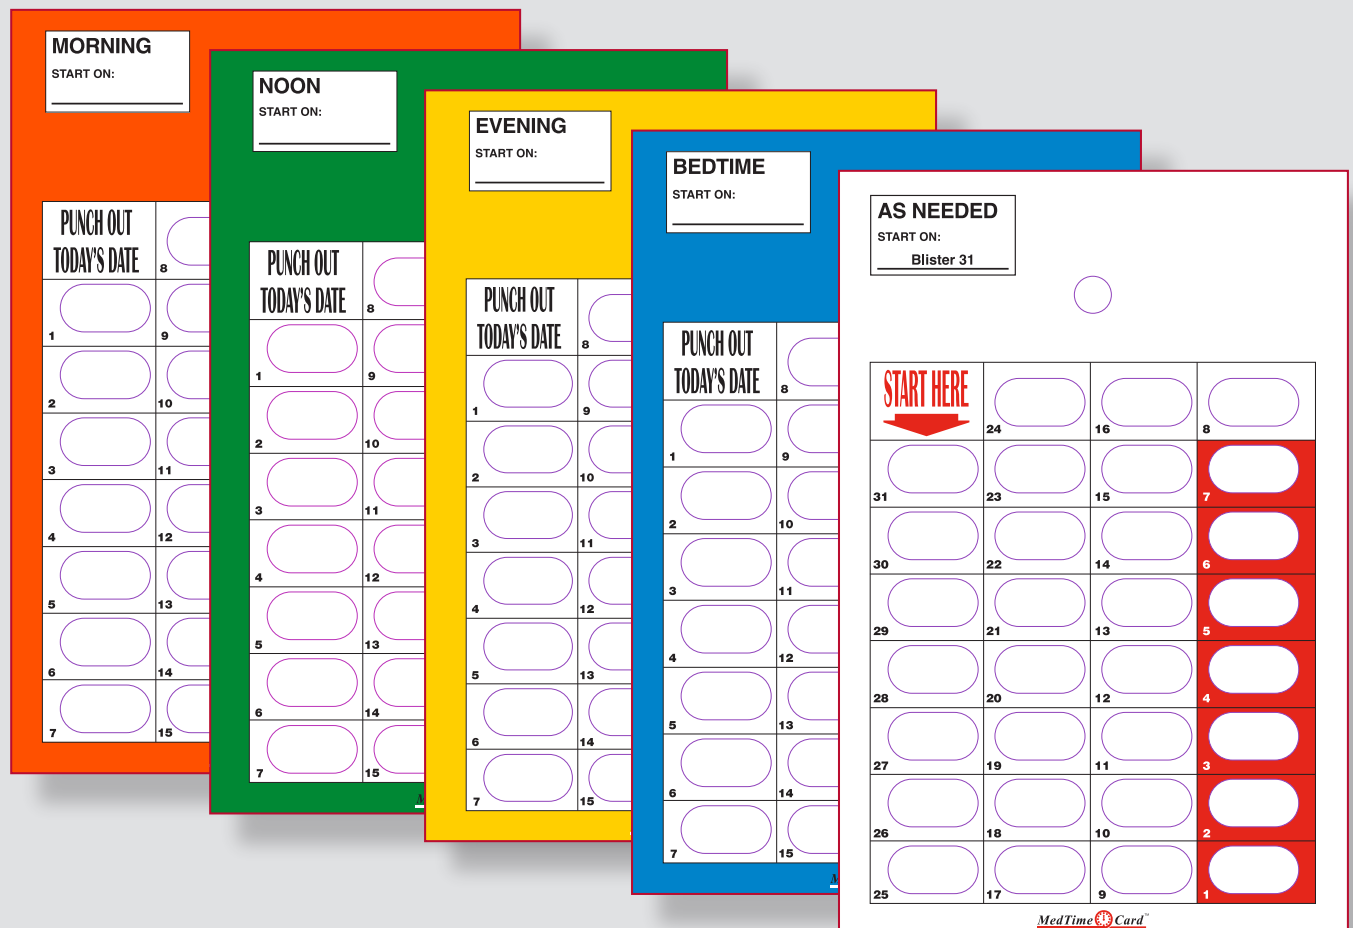 MORNING
START ON:
PUNCH OUT
TODAY'S DATE
8
1
9
2
10
3
11
4
12
5
13
6
14
7
15
NOON
START ON:
PUNCH OUT
TODAY'S DATE
8
1
9
2
10
3
11
4
12
5
13
6
14
7
15
EVENING
START ON:
PUNCH OUT
TODAY'S DATE
8
1
9
2
10
3
11
4
12
5
13
6
14
7
15
BEDTIME
START ON:
PUNCH OUT
TODAY'S DATE
8
1
9
2
10
3
11
4
12
5
13
6
14
7
15
AS NEEDED
START ON:
Blister 31
START HERE
24 16 8
31 23 15 7
30 22 14 6
29 21 13 5
28 20 12 4
27 19 11 3
26 18 10 2
25 17 9 1
MedTime Card™